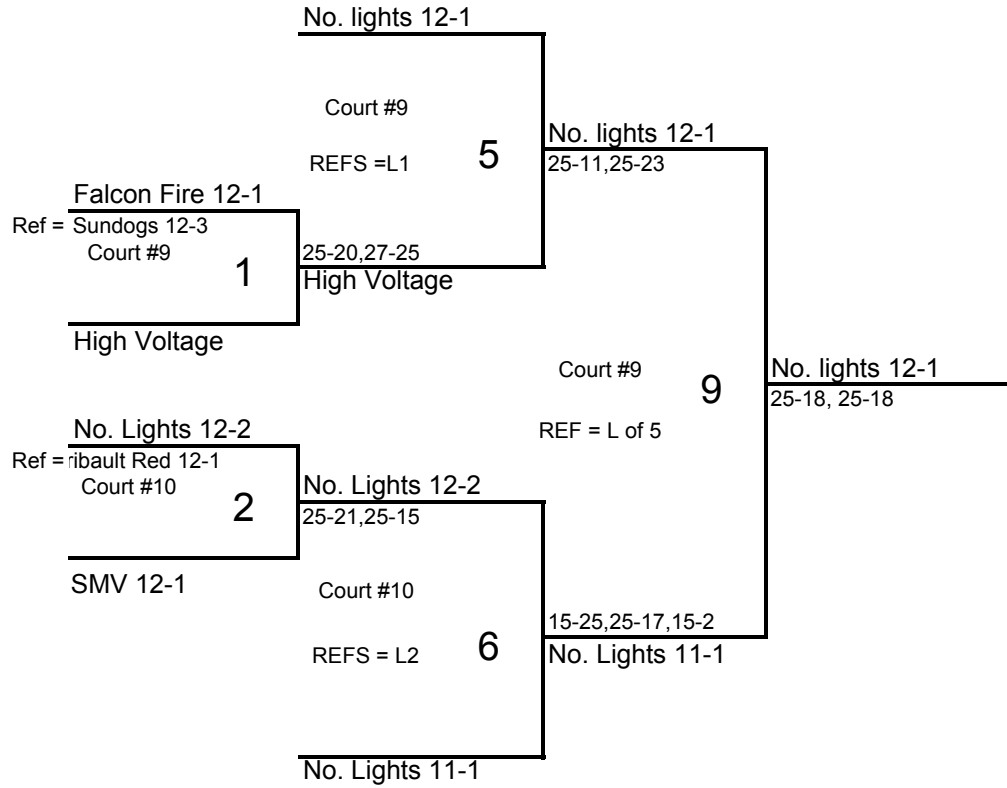 No. lights 12-1
Court #9
REFS =L1
5
No. lights 12-1
25-11,25-23
Falcon Fire 12-1
Ref = Sundogs 12-3
Court #9
1
25-20,27-25
High Voltage
High Voltage
Court #9
9
REF = L of 5
No. lights 12-1
25-18, 25-18
No. Lights 12-2
Ref = ribault Red 12-1
Court #10
2
No. Lights 12-2
25-21,25-15
SMV 12-1
Court #10
REFS = L2
6
15-25,25-17,15-2
No. Lights 11-1
No. Lights 11-1